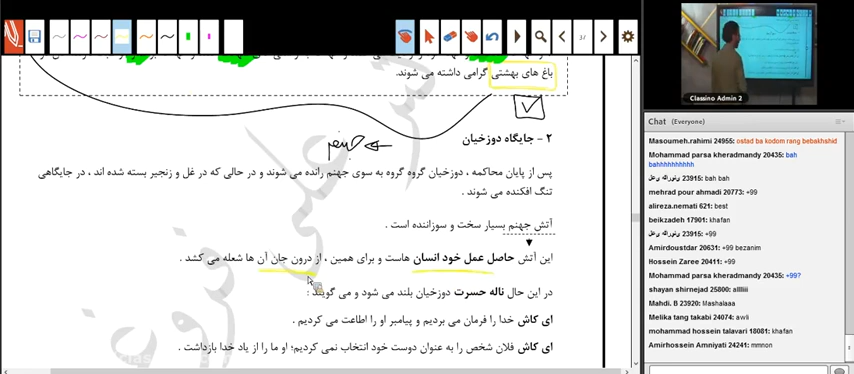 باغ های بهشتی گرامی داشته می شوند.
۲ - جایگاه دوزخیان
جهنم
پس از پایان محاکمه ، دوزخیان گروه گروه به سوی جهنم رانده می شوند و در حالی که در غل و زنجیر بسته شده اند ، در جایگاهی
تنگ افکنده می شوند .
آتش جهنم بسیار سخت و سوزاننده است .
این آتش حاصل عمل خود انسان هاست و برای همین ، از درون جان آن ها شعله می کشد .
در این حال ناله حسرت دوزخیان بلند می شود و می گویند :
ای کاش خدا را فرمان می بردیم و پیامبر او را اطاعت می کردیم .
ای کاش فلان شخص را به عنوان دوست خود انتخاب نمی کردیم؛ او ما را از یاد خدا بازداشت .
Classino Admin 2
Chat (Everyone)
Masoumeh.rahimi 24955: ostad ba kodom rang bebakhshid
Mohammad parsa kheradmandy 20435: bah
bahhhhhhhhhh
23915: bah bah
mehrad pour ahmadi 20773: +99
alireza.nemati 621: best
beikzadeh 17901: khafan
23915: +99
Amirdoustdar 20631: +99 bezanim
Hossein Zaree 20411: +99
Mohammad parsa kheradmandy 20435: +99?
shayan shirnejad 25800: allllii
Mahdi. B 23920: Mashalaaa
Melika tang takabi 24074: awli
mohammad hossein talavari 18081: khafan
Amirhossein Amniyati 24241: mmnon